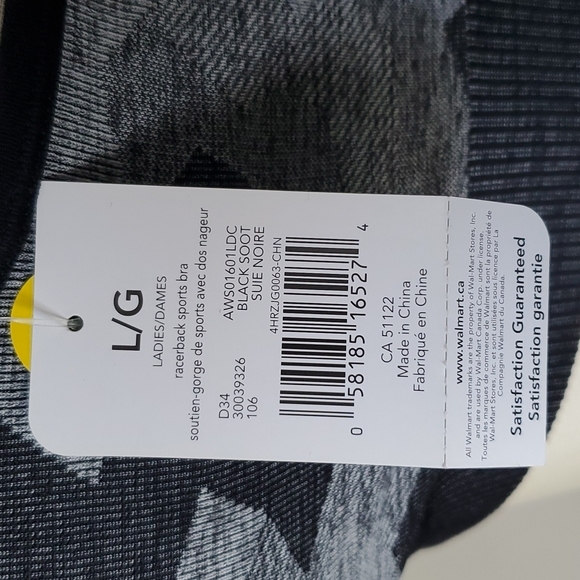 L/G
LADIES/DAMES
racerback sports bra
soutien-gorge de sports avec dos nageur
D34 AWS01601LDC
30039326 BLACK SOOT
106 SUIE NOIRE
4HRZJG0063-CHN
0 58185 16527 4
CA 51122
Made in China
Fabriqué en Chine
www.walmart.ca
All Walmart trademarks are the property of Wal-Mart Stores, Inc.
and are used by Wal-Mart Canada Corp. under license.
Toutes les marques de commerce de Walmart sont la propriété de
Wal-Mart Stores, Inc. et sont utilisées sous licence par La
Compagnie Walmart du Canada.
Satisfaction Guaranteed
Satisfaction garantie